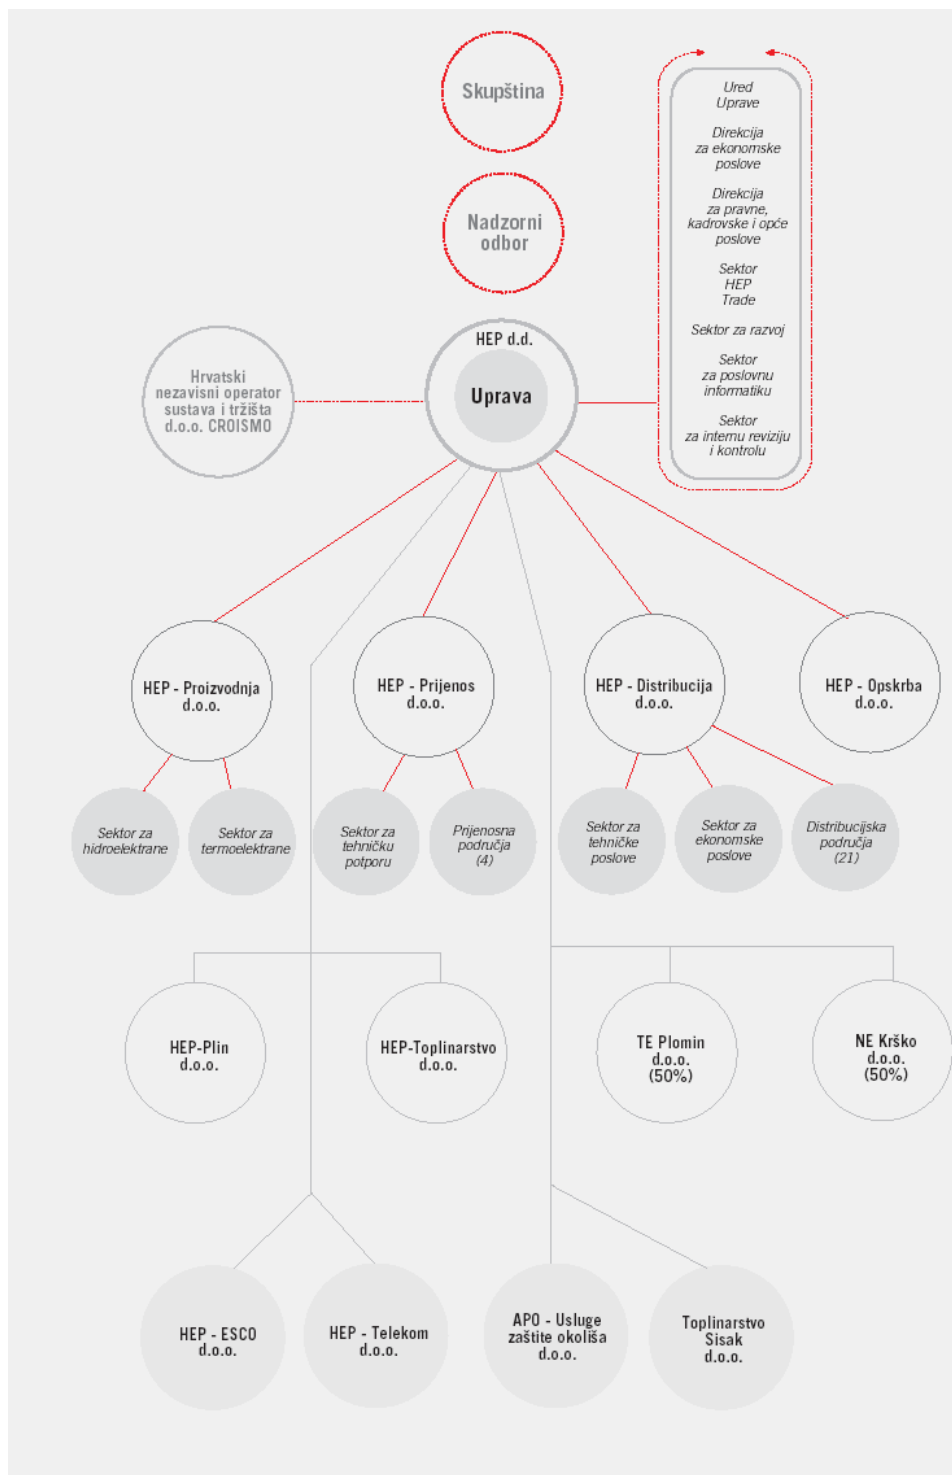 Skupština
Nadzorni
odbor
Ured
Uprave
Direkcija
za ekonomske
poslove
Direkcija
za pravne,
kadrovske i opće
poslove
Sektor
HEP
Trade
Sektor za razvoj
Sektor
za poslovnu
informatiku
Sektor
za internu reviziju
i kontrolu
HEP d.d.
Uprava
Hrvatski
nezavisni operator
sustava i tržišta
d.o.o. CROISMO
HEP - Proizvodnja
d.o.o.
HEP - Prijenos
d.o.o.
HEP - Distribucija
d.o.o.
HEP - Opskrba
d.o.o.
Sektor za
hidroelektrane
Sektor za
termoelektrane
Sektor za
tehničku
potporu
Prijenosna
područja
(4)
Sektor za
tehničke
poslove
Sektor za
ekonomske
poslove
Distribucijska
područja
(21)
HEP-Plin
d.o.o.
HEP-Toplinarstvo
d.o.o.
TE Plomin
d.o.o.
(50%)
NE Krško
d.o.o.
(50%)
HEP - ESCO
d.o.o.
HEP - Telekom
d.o.o.
APO - Usluge
zaštite okoliša
d.o.o.
Toplinarstvo
Sisak
d.o.o.